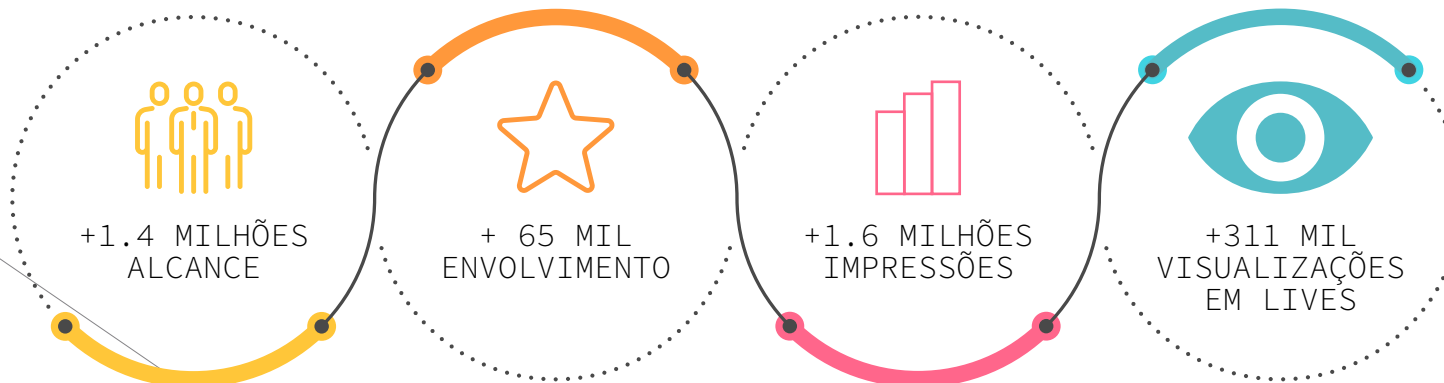 +1.4 MILHÕES
ALCANCE
+ 65 MIL
ENVOLVIMENTO
+1.6 MILHÕES
IMPRESSÕES
+311 MIL
VISUALIZAÇÕES
EM LIVES